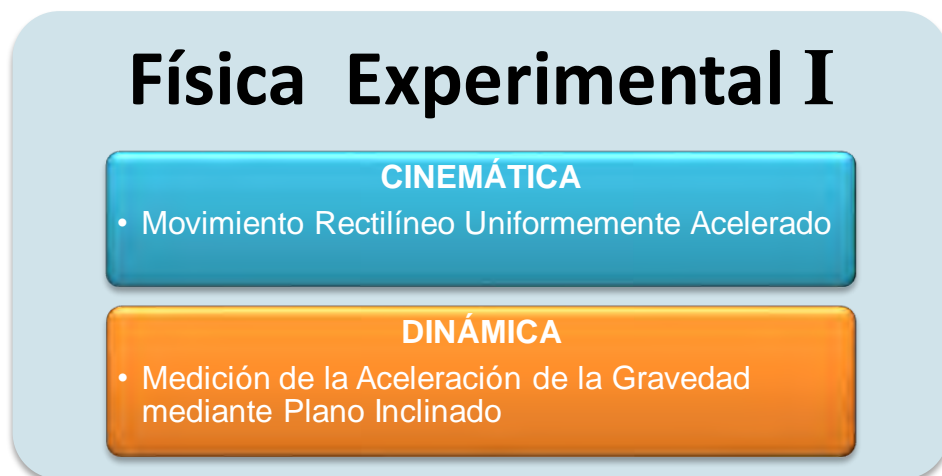 Física Experimental I
CINEMÁTICA
• Movimiento Rectilíneo Uniformemente Acelerado
DINÁMICA
• Medición de la Aceleración de la Gravedad
mediante Plano Inclinado